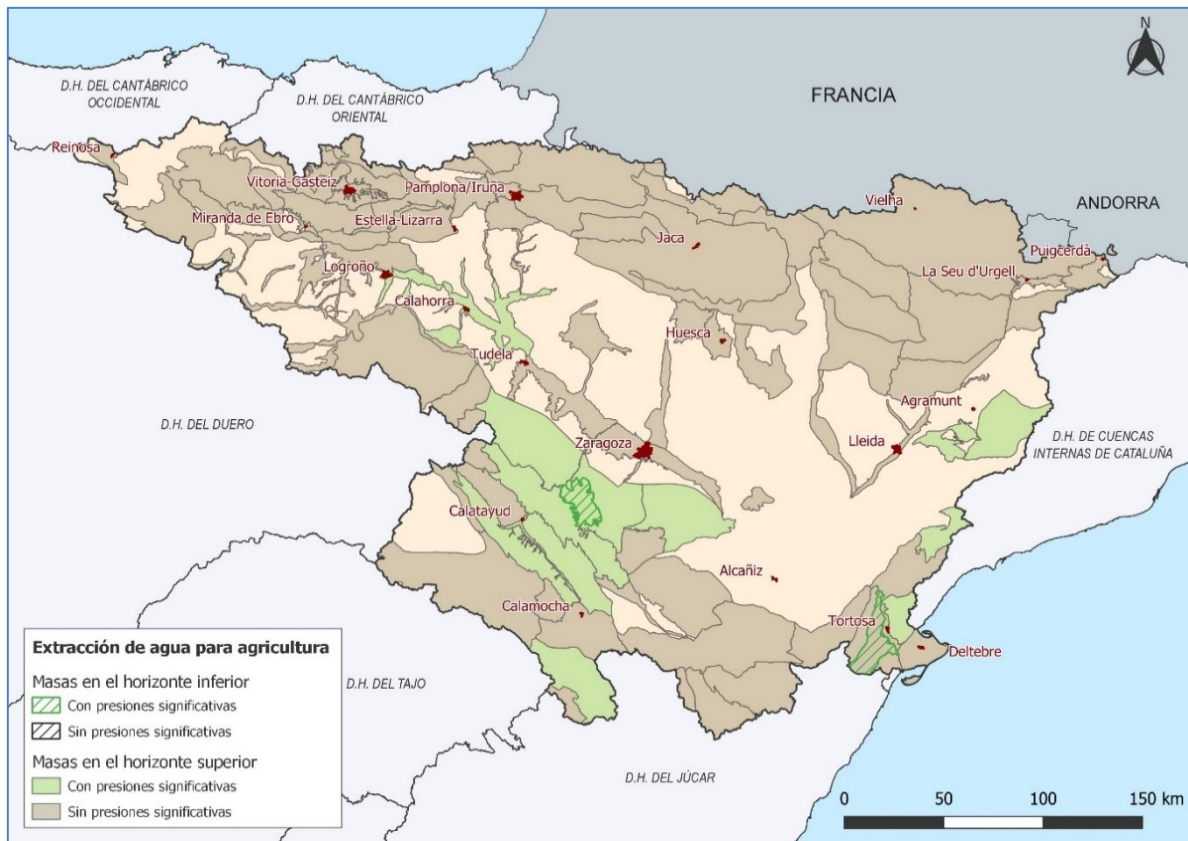 D.H. DEL CANTÁBRICO
OCCIDENTAL
D.H. DEL CANTÁBRICO
ORIENTAL
FRANCIA
N
Reinosa
Vitoria-Gasteiz
Pamplona/Iruña
Vielha
ANDORRA
Miranda de Ebro
Estella-Lizarra
Jaca
Puigcerdà
La Seu d'Urgell
Logroño
Calahorra
Huesca
Tudela
Agramunt
D.H. DEL DUERO
Zaragoza
Lleida
D.H. DE CUENCAS
INTERNAS DE CATALUÑA
Calatayud
Alcañiz
Calamocha
Tortosa
Deltebre
D.H. DEL TAJO
D.H. DEL JÚCAR
Extracción de agua para agricultura
Masas en el horizonte inferior
Con presiones significativas
Sin presiones significativas
Masas en el horizonte superior
Con presiones significativas
Sin presiones significativas
0 50 100 150 km